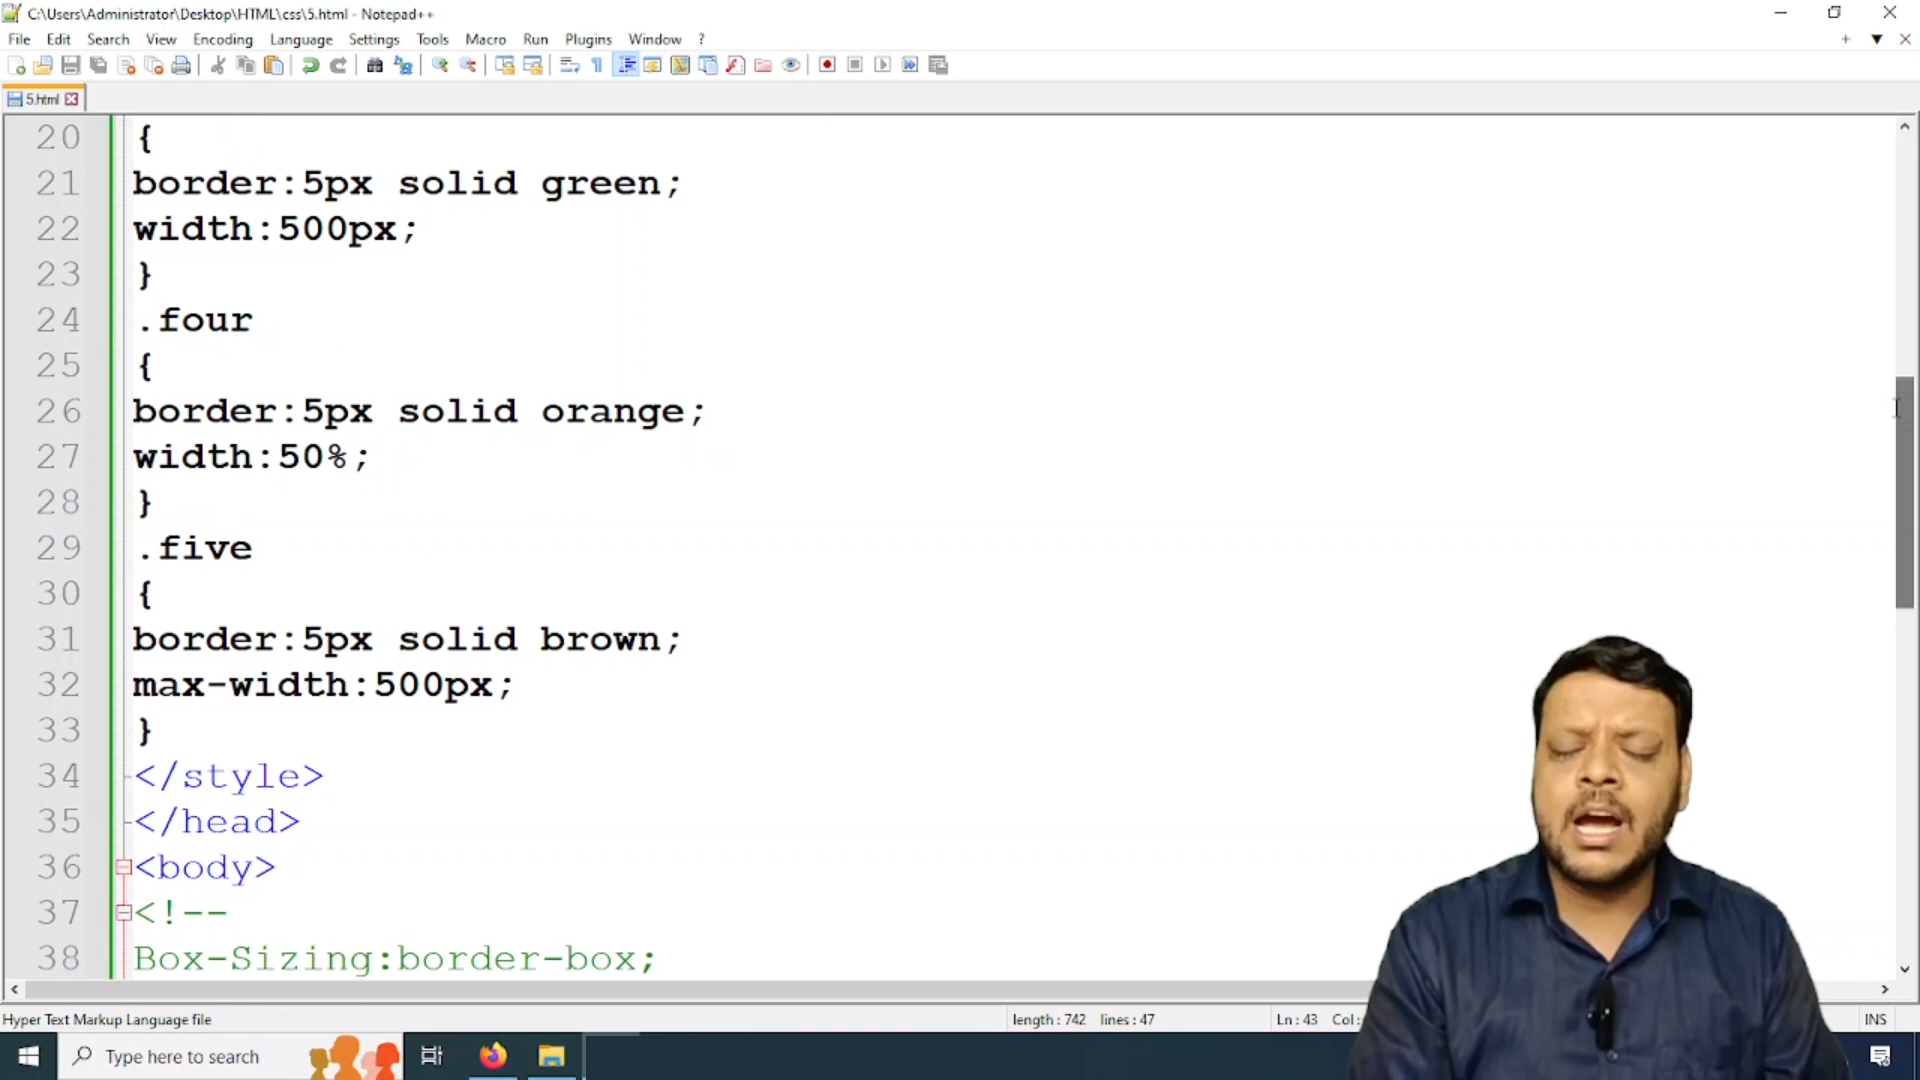 C:\Users\Administrator\Desktop\HTML\css\5.html - Notepad++
File Edit Search View Encoding Language Settings Tools Macro Run Plugins Window ?
5.html
20 {
21 border:5px solid green;
22 width:500px;
23 }
24 .four
25 {
26 border:5px solid orange;
27 width:50%;
28 }
29 .five
30 {
31 border:5px solid brown;
32 max-width:500px;
33 }
34 </style>
35 </head>
36 <body>
37 <!--
38 Box-Sizing:border-box;
Hyper Text Markup Language file length : 742 lines : 47 Ln : 43 Col : INS
Type here to search